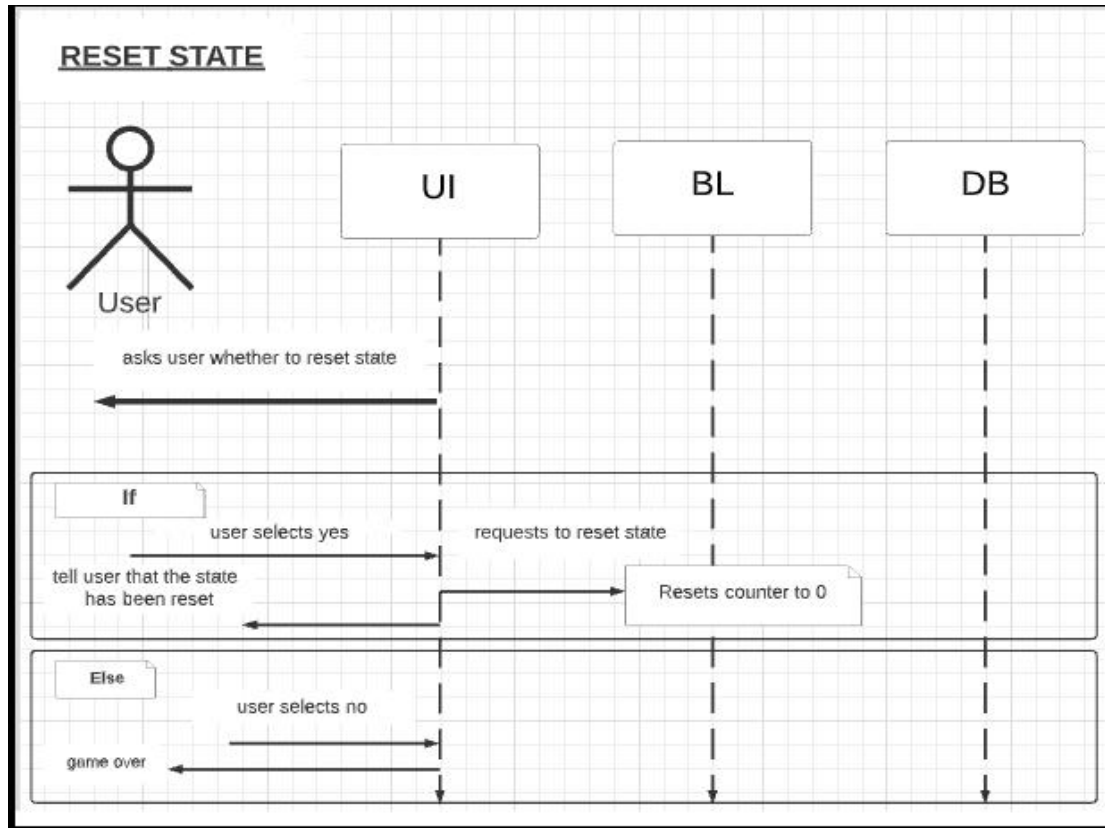 RESET STATE
UI
BL
DB
User
asks user whether to reset state
If
user selects yes
requests to reset state
tell user that the state
has been reset
Resets counter to 0
Else
user selects no
game over